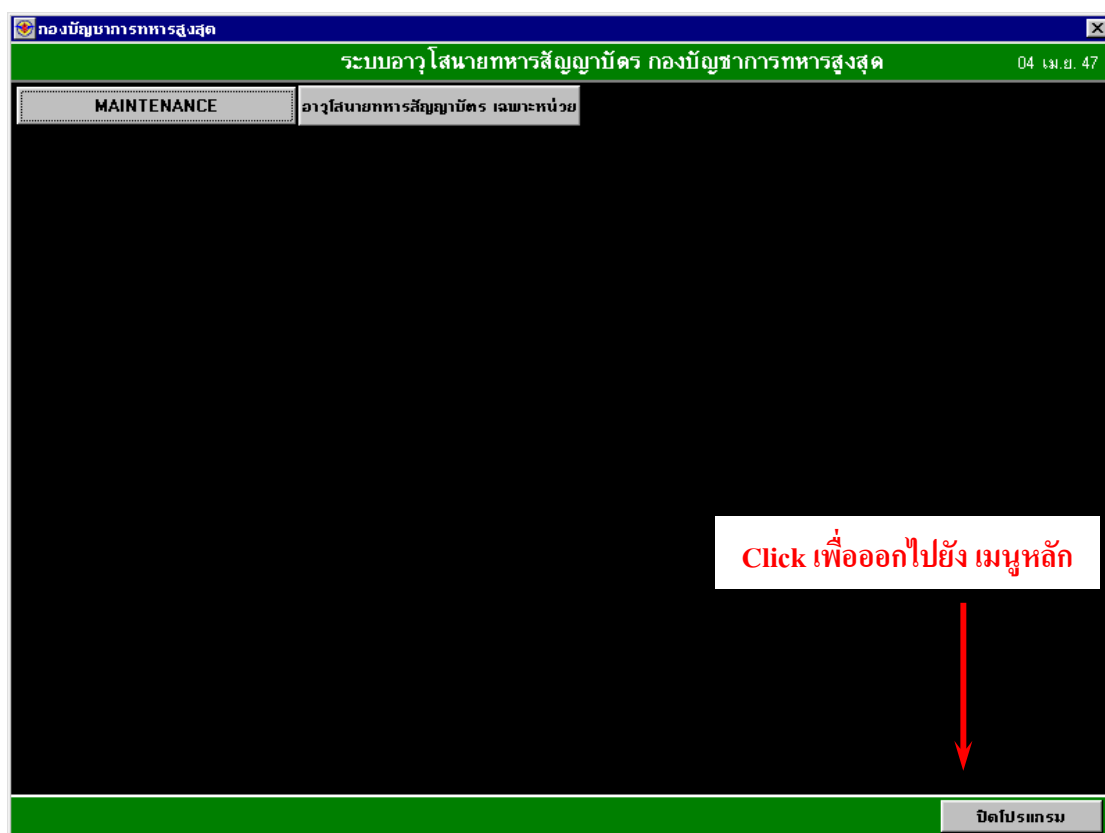 กองบัญชาการทหารสูงสุด
ระบบอาวุโสนายทหารสัญญาบัตร กองบัญชาการทหารสูงสุด 04 เม.ย. 47
MAINTENANCE อาวุโสนายทหารสัญญาบัตร เฉพาะหน่วย
Click เพื่อออกไปยัง เมนูหลัก
ปิดโปรแกรม